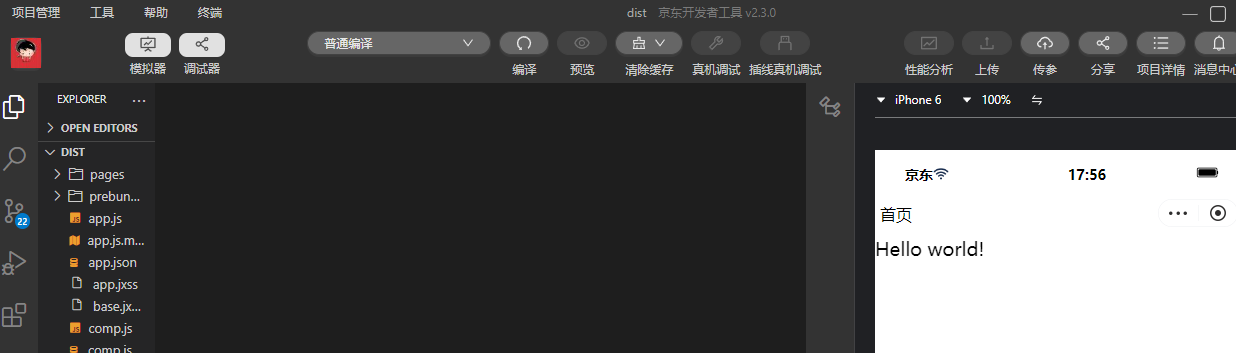 项目管理 工具 帮助 终端 dist 京东开发者工具 v2.3.0
普通编译
模拟器 调试器 编译 预览 清除缓存 真机调试 插线真机调试 性能分析 上传 传参 分享 项目详情 消息中心
EXPLORER ...
iPhone 6 100%
OPEN EDITORS
DIST
pages
prebun...
app.js
app.js.m...
app.json
app.jxss
base.jx...
comp.js
comp.js
22
京东 17:56
首页
Hello world!